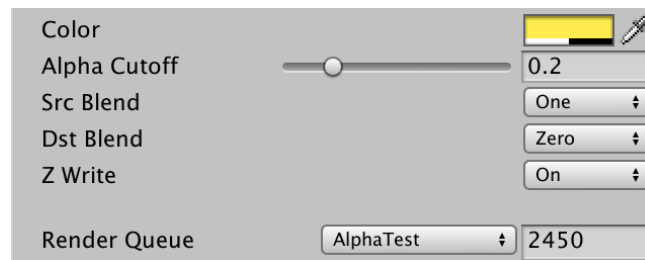 Color
Alpha Cutoff 0.2
Src Blend One
Dst Blend Zero
Z Write On
Render Queue AlphaTest 2450